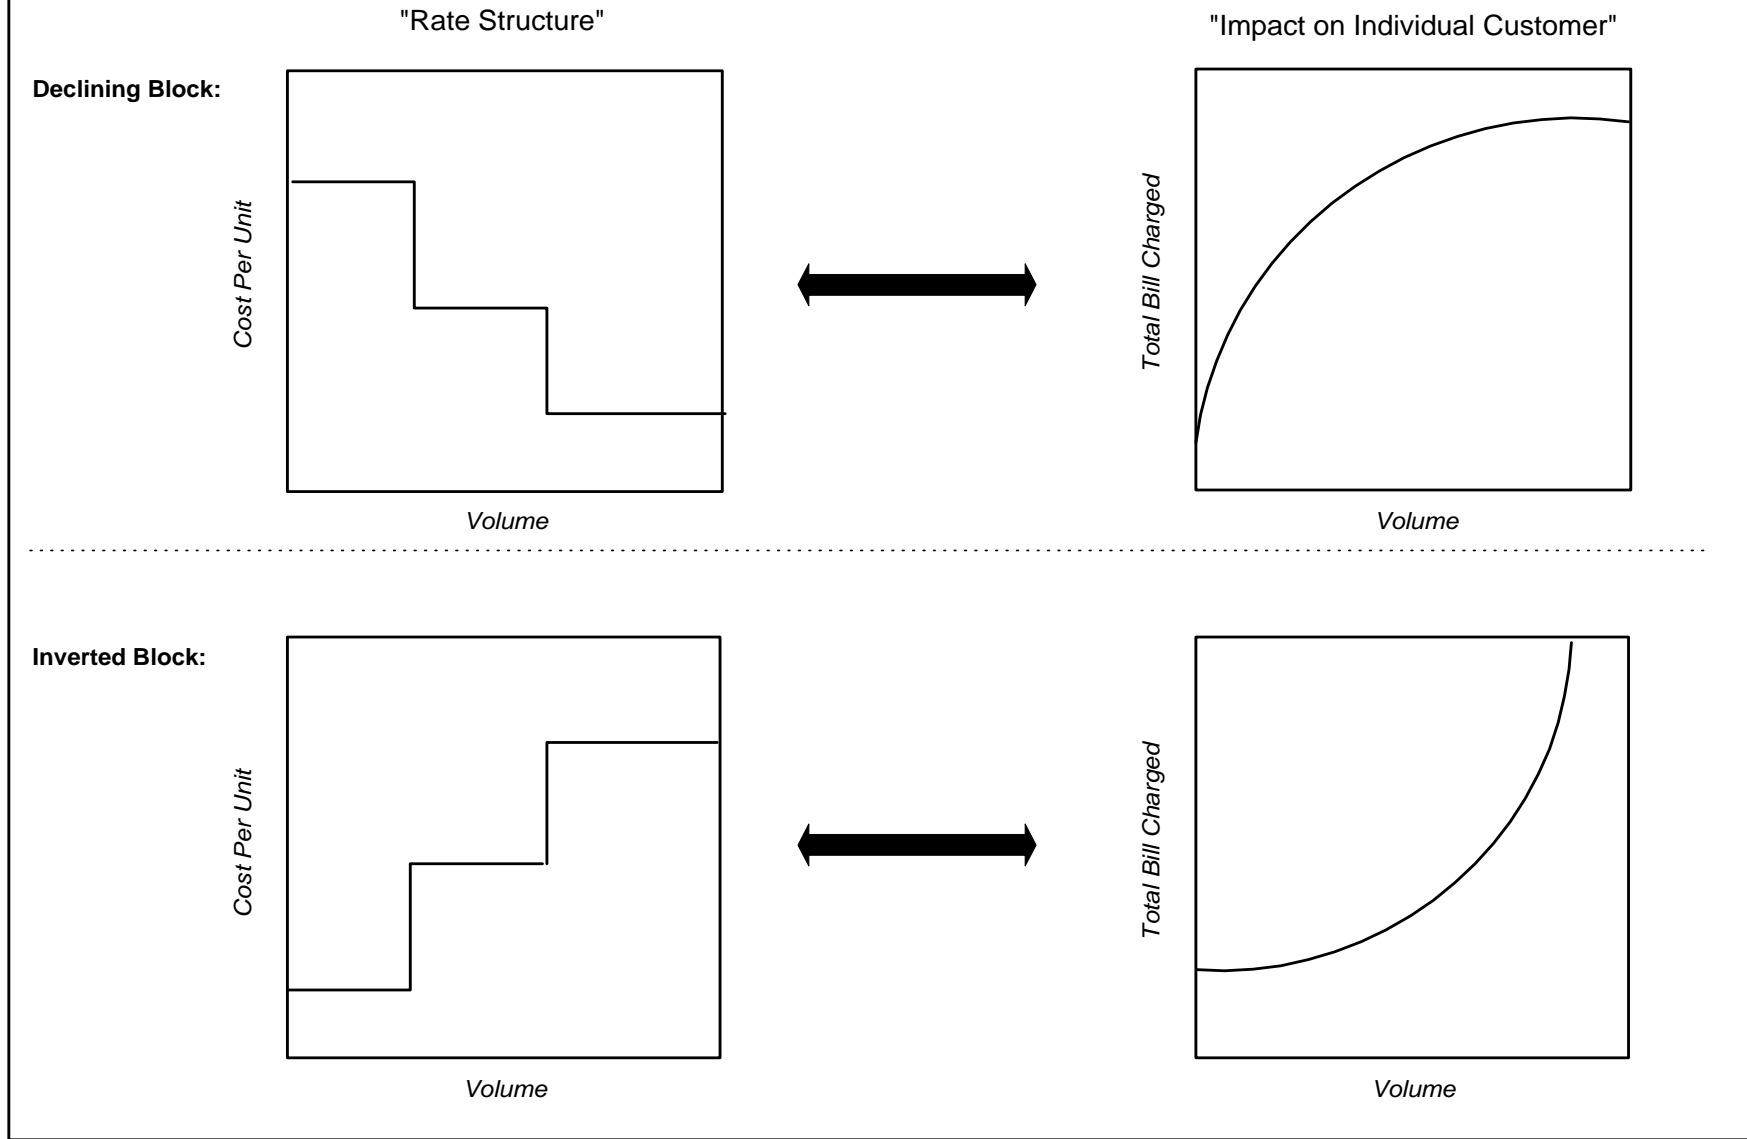 "Rate Structure"
"Impact on Individual Customer"
Declining Block:
Cost Per Unit
Total Bill Charged
Volume
Volume
Inverted Block:
Cost Per Unit
Total Bill Charged
Volume
Volume